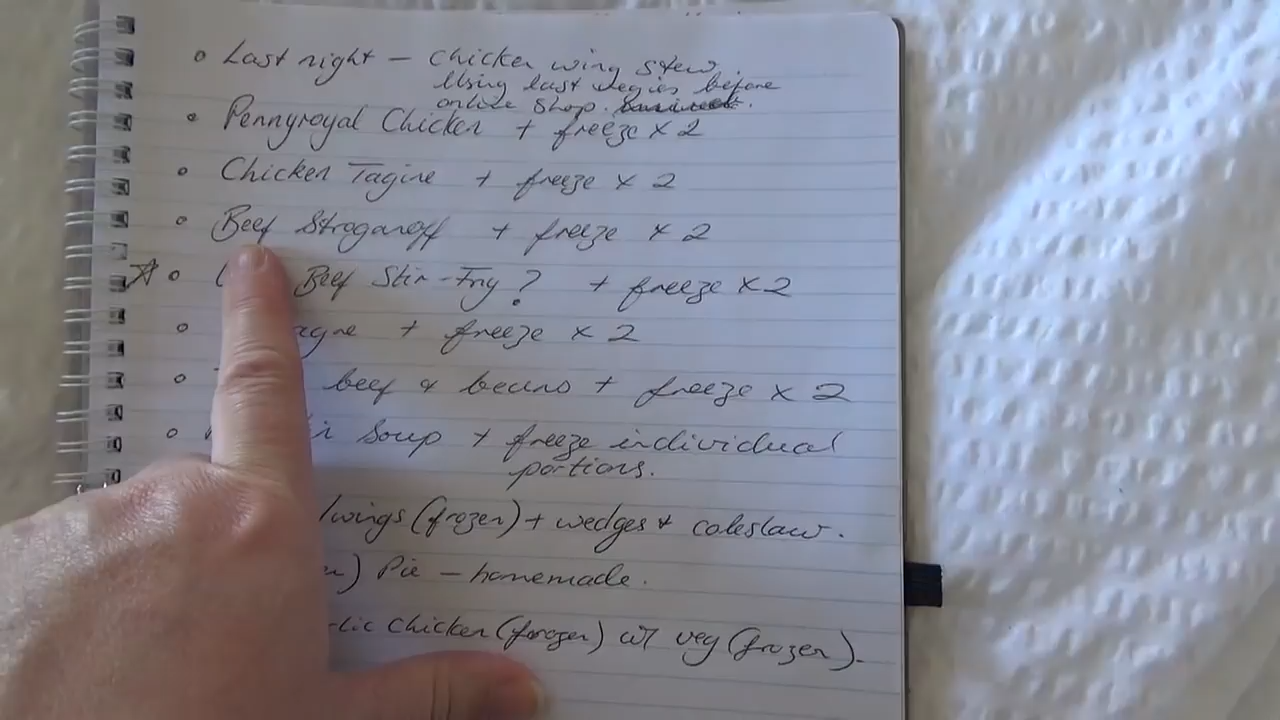 Last night - Chicken wing stew.
Using last vegies before
online shop.
Pennyroyal Chicken + freeze x 2
Chicken Tagine + freeze x 2
Beef Stroganoff + freeze x 2
Beef Stir-Fry? + freeze x 2
+ freeze x 2
beef & beans + freeze x 2
Soup + freeze individual
portions.
/wings (frozen) + wedges & coleslaw.
Pie - homemade.
chicken (frozen) w/ veg (frozen).